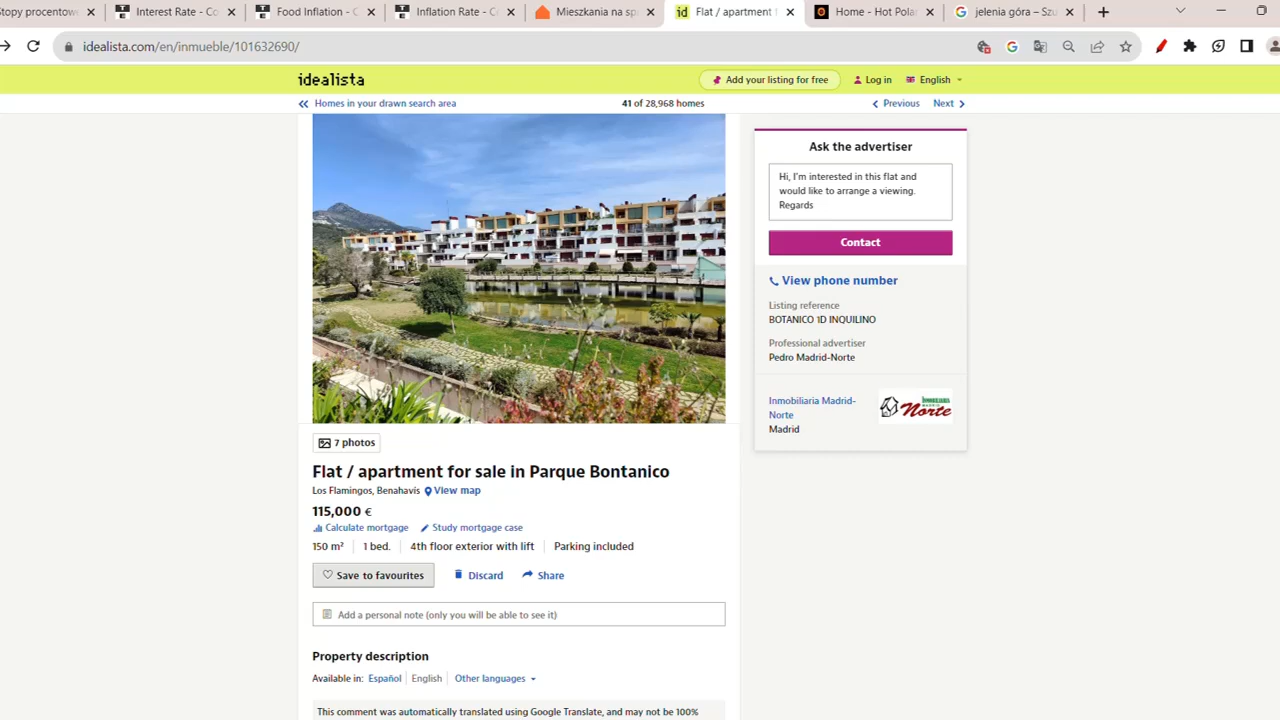 Stopy procentow
Interest Rate - Co
Food Inflation - C
Inflation Rate - C
Mieszkania na sp
Flat / apartment
Home - Hot Pola
jelenia góra – Szu
idealista.com/en/inmueble/101632690/
idealista
Add your listing for free
Log in
English
Homes in your drawn search area
41 of 28,968 homes
Previous
Next
Ask the advertiser
Hi, I'm interested in this flat and
would like to arrange a viewing.
Regards
Contact
View phone number
Listing reference
BOTANICO 1D INQUILINO
Professional advertiser
Pedro Madrid-Norte
Inmobiliaria Madrid-
Norte
Madrid
INMOBILIARIA
Norte
7 photos
Flat / apartment for sale in Parque Bontanico
Los Flamingos, Benahavís View map
115,000 €
Calculate mortgage Study mortgage case
150 m² 1 bed. 4th floor exterior with lift Parking included
Save to favourites Discard Share
Add a personal note (only you will be able to see it)
Property description
Available in: Español English Other languages
This comment was automatically translated using Google Translate, and may not be 100%